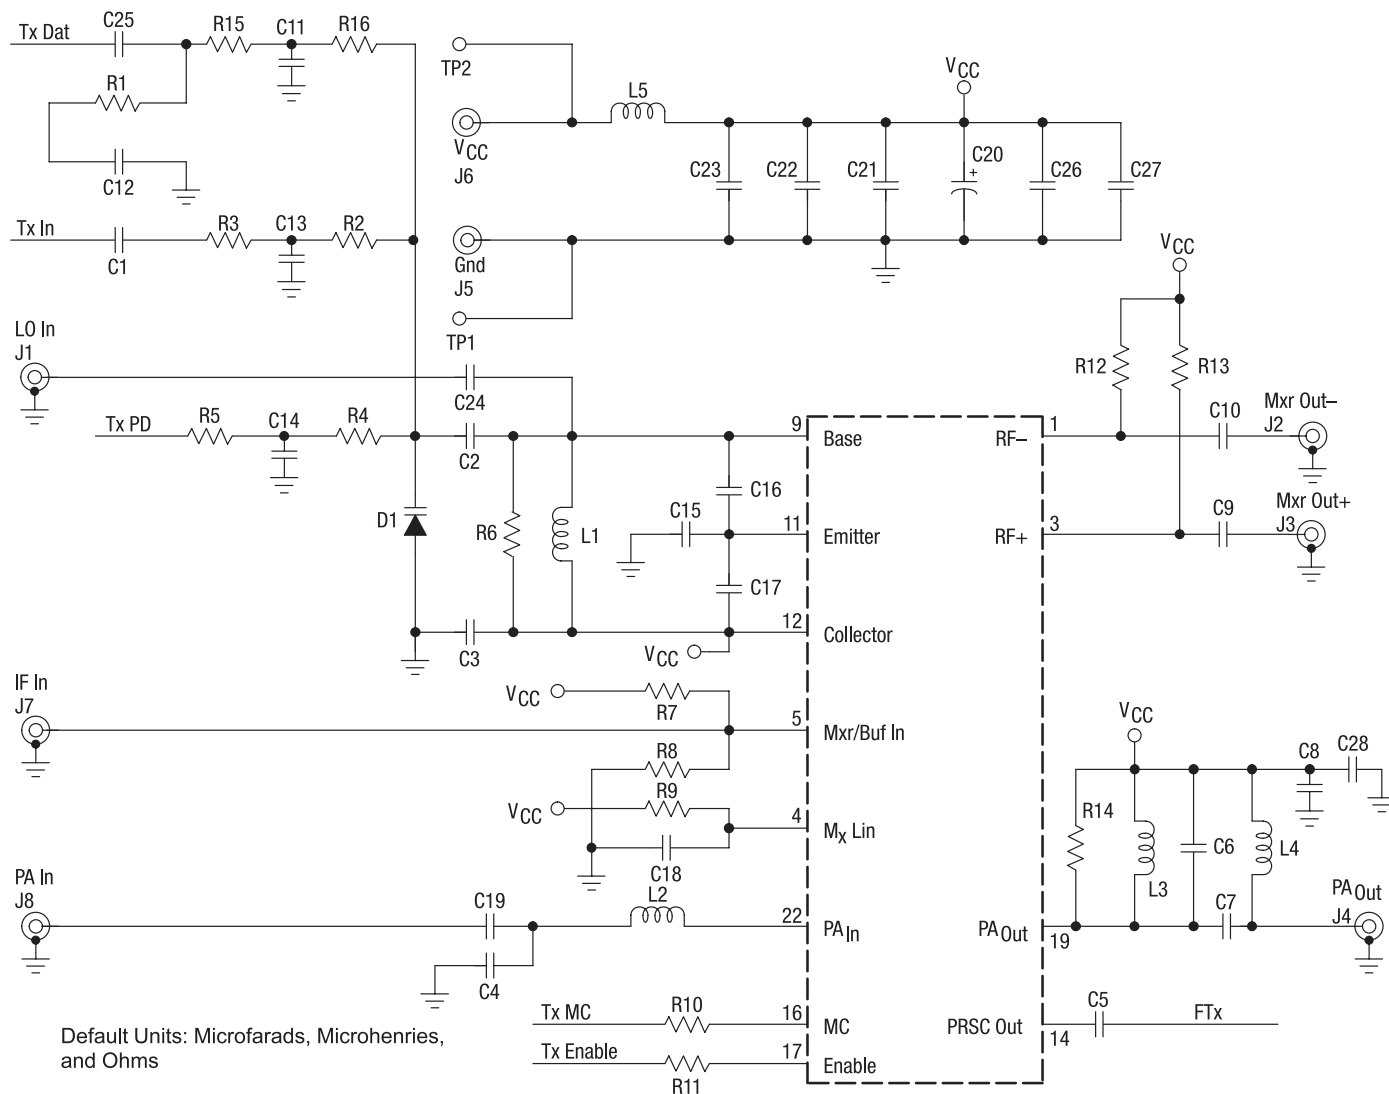 Tx Dat
C25
R15
C11
R16
R1
C12
TP2
VCC
J6
L5
VCC
C23
C22
C21
C20
+
C26
C27
Tx In
C1
R3
C13
R2
Gnd
J5
TP1
VCC
R12
R13
LO In
J1
C24
Tx PD
R5
C14
R4
C2
D1
R6
L1
C16
C15
C17
C3
VCC
9
Base
11
Emitter
12
Collector
RF–
1
RF+
3
C10
Mxr Out–
J2
C9
Mxr Out+
J3
IF In
J7
VCC
R7
R8
VCC
R9
C18
5
Mxr/Buf In
4
Mx Lin
VCC
C8
C28
R14
L3
C6
L4
PA In
J8
C19
C4
L2
22
PAIn
PAOut
19
C7
PAOut
J4
Tx MC
R10
16
MC
Tx Enable
R11
17
Enable
PRSC Out
14
C5
FTx
Default Units: Microfarads, Microhenries,
and Ohms